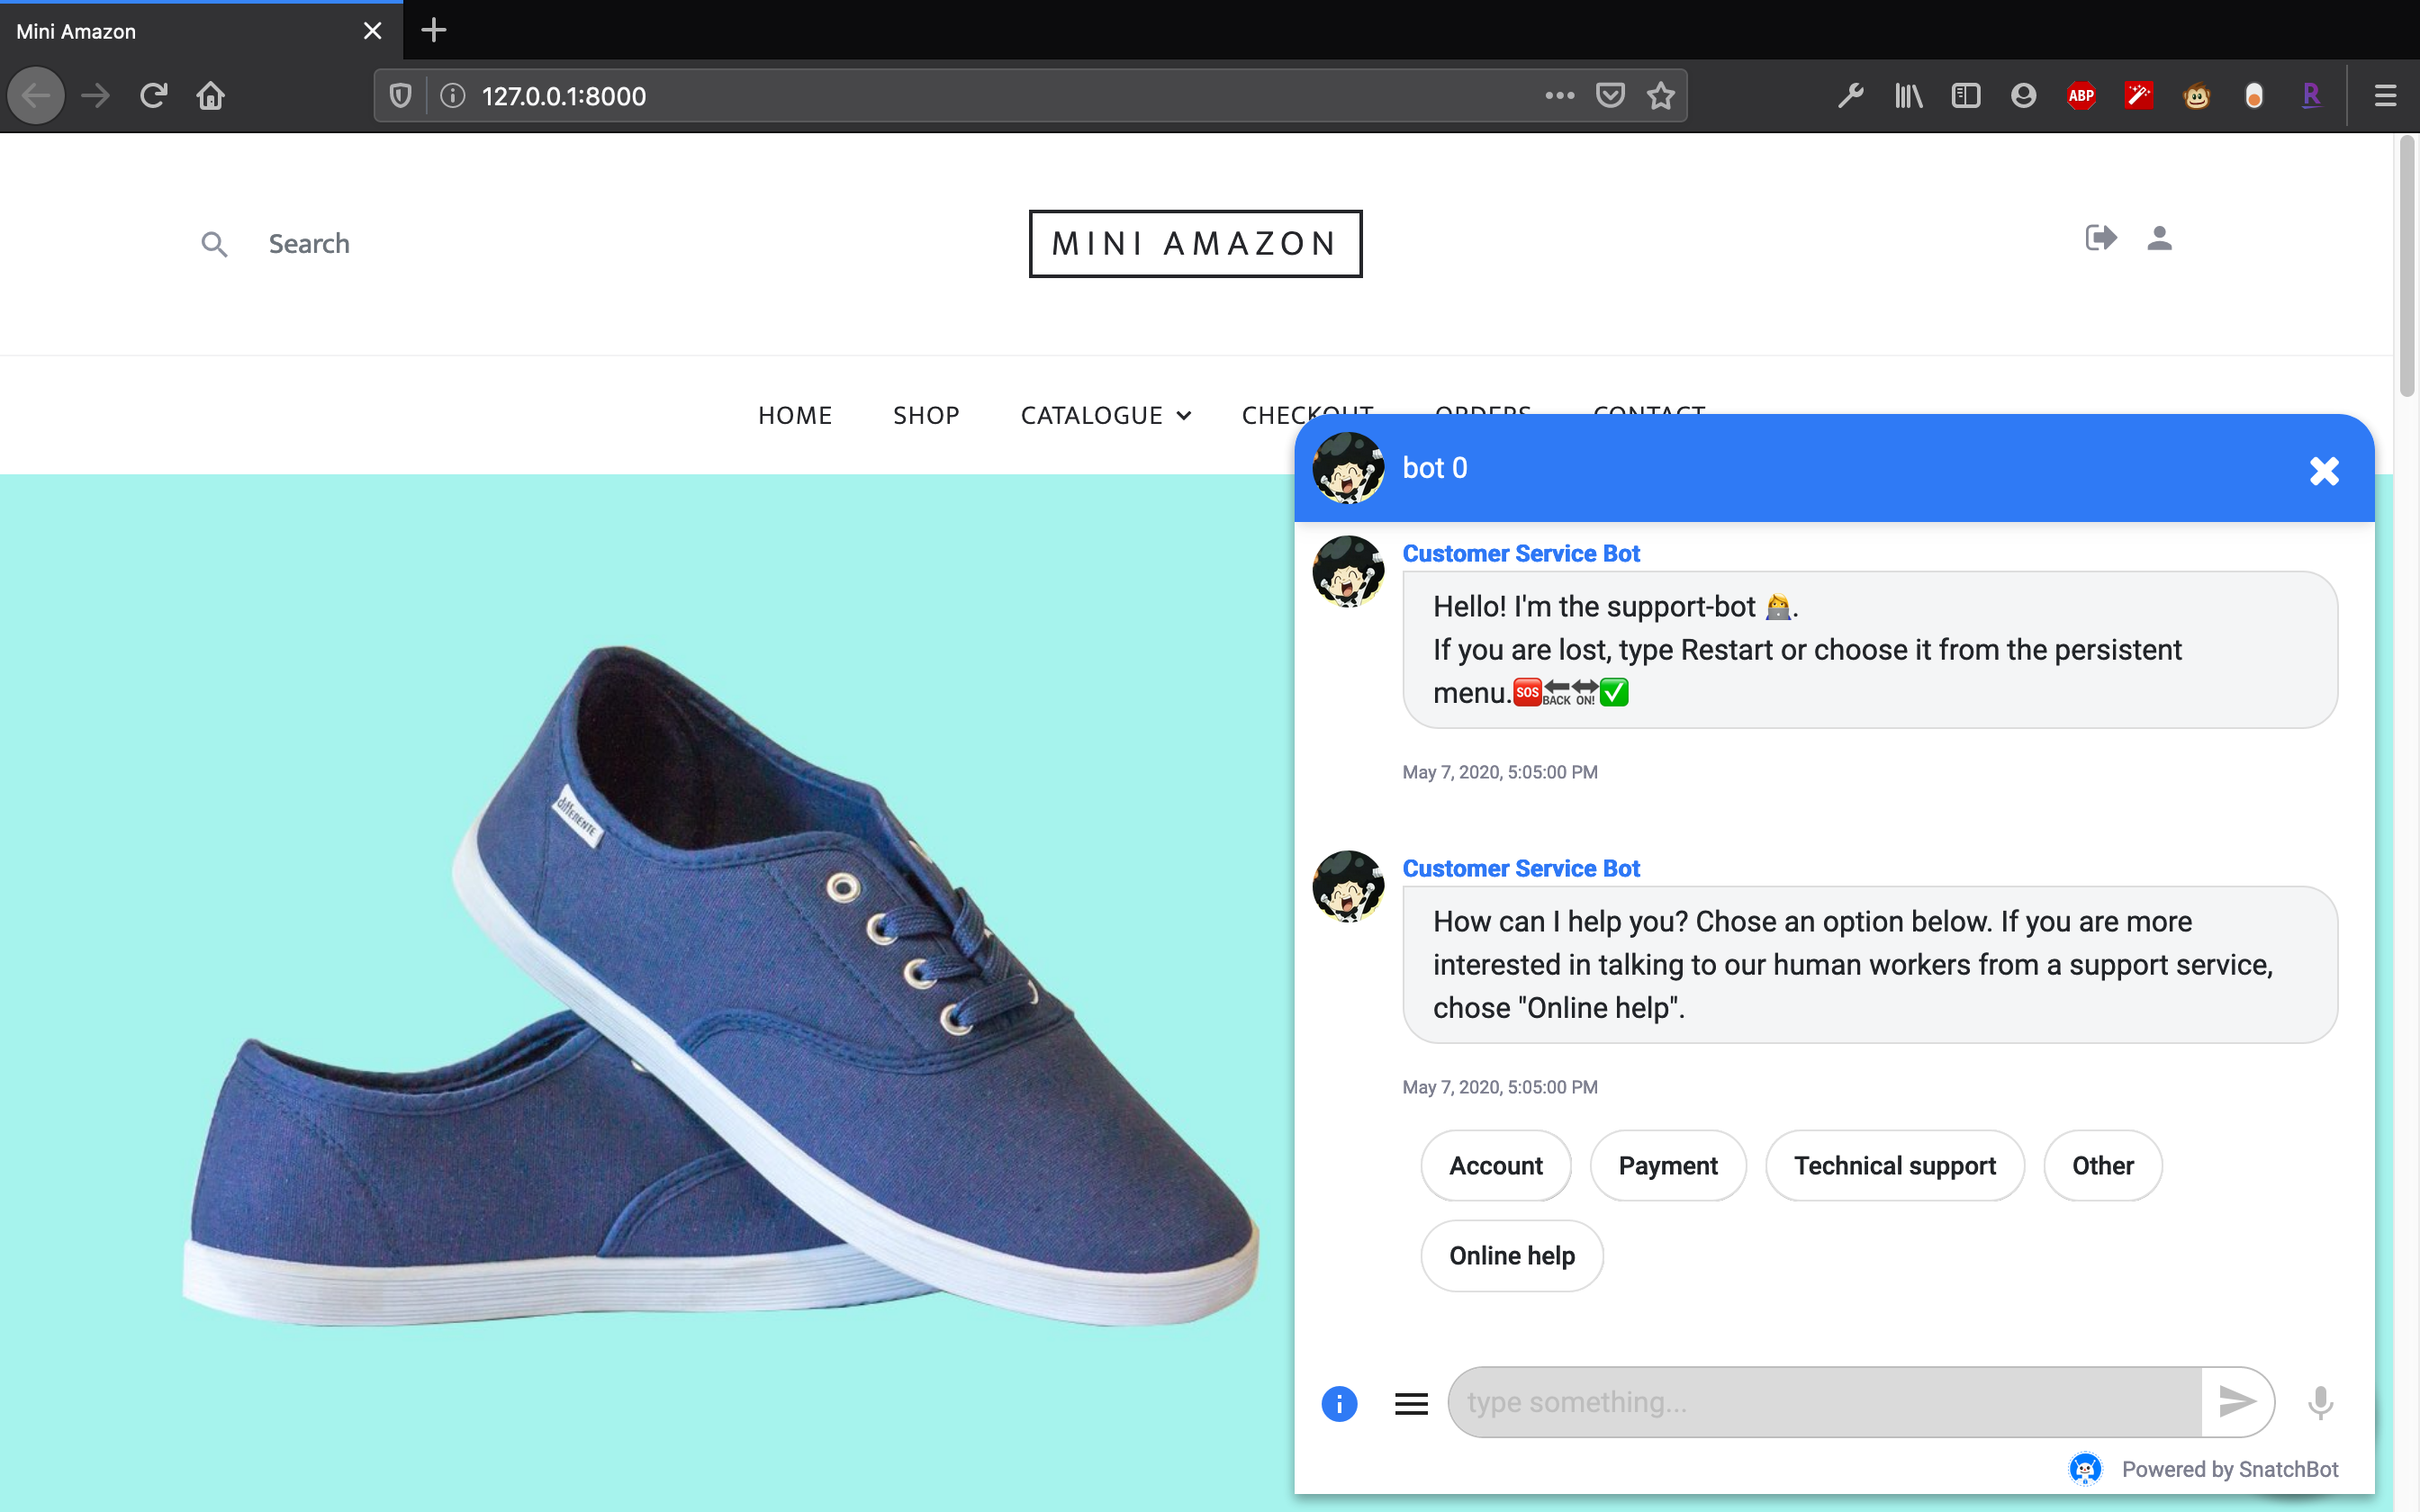 Mini Amazon
127.0.0.1:8000
ABP
R
Search
MINI AMAZON
HOME SHOP CATALOGUE CHECKOUT ORDERS CONTACT
bot 0
Customer Service Bot
Hello! I'm the support-bot 👩‍💻.
If you are lost, type Restart or choose it from the persistent
menu.🆘🔙🔛✅
May 7, 2020, 5:05:00 PM
differente
Customer Service Bot
How can I help you? Chose an option below. If you are more
interested in talking to our human workers from a support service,
chose "Online help".
May 7, 2020, 5:05:00 PM
Account Payment Technical support Other
Online help
type something...
Powered by SnatchBot